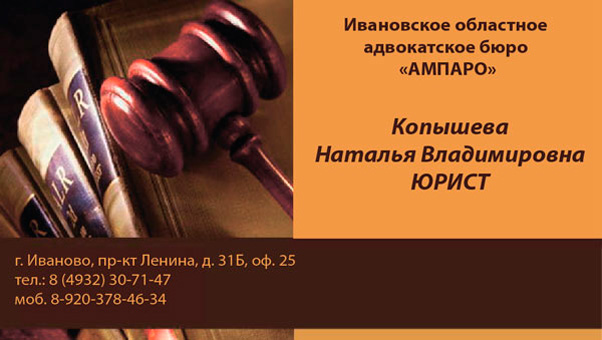 Ивановское областное
адвокатское бюро
«АМПАРО»
Копышева
Наталья Владимировна
ЮРИСТ
г. Иваново, пр-кт Ленина, д. 31Б, оф. 25
тел.: 8 (4932) 30-71-47
моб. 8-920-378-46-34